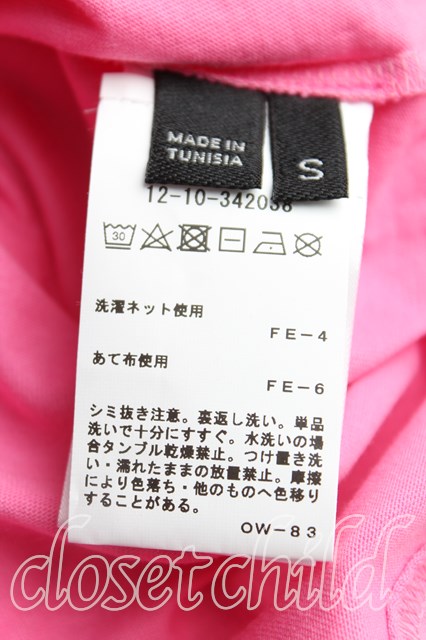 MADE IN
TUNISIA
S
12-10-342038
30
洗濯ネット使用
FE-4
あて布使用
FE-6
シミ抜き注意。裏返し洗い。単品
洗いで十分にすすぐ。水洗いの場
合タンブル乾燥禁止。つけ置き洗
い・濡れたままの放置禁止。摩擦
により色落ち・他のものへ色移り
することがある。
OW-83
closetchild